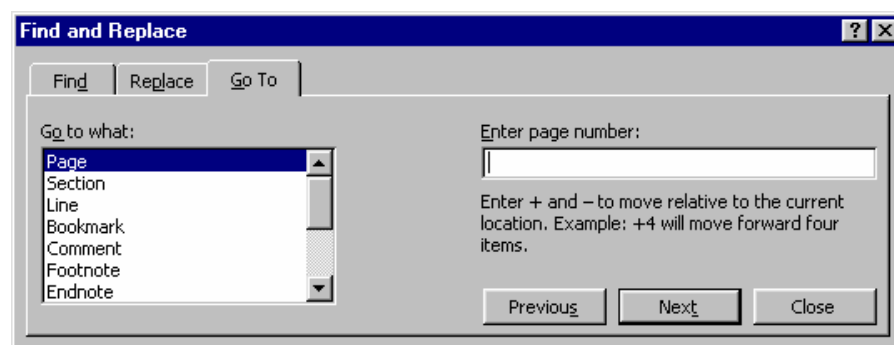 Find and Replace
Find
Replace
Go To
Go to what:
Page
Section
Line
Bookmark
Comment
Footnote
Endnote
Enter page number:
Enter + and – to move relative to the current
location. Example: +4 will move forward four
items.
Previous
Next
Close